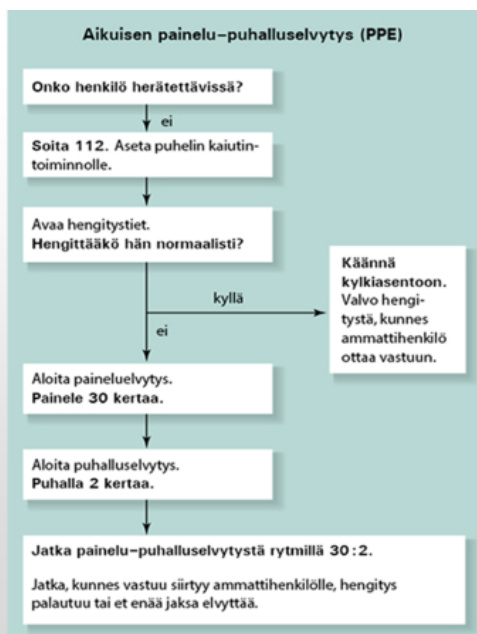 Aikuisen painelu–puhalluselvytys (PPE)
Onko henkilö herätettävissä?
ei
Soita 112. Aseta puhelin kaiutin-
toiminnolle.
Avaa hengitystiet.
Hengittääkö hän normaalisti?
kyllä
Käännä
kylkiasentoon.
Valvo hengi-
tystä, kunnes
ammattihenkilö
ottaa vastuun.
ei
Aloita paineluelvytys.
Painele 30 kertaa.
Aloita puhalluselvytys.
Puhalla 2 kertaa.
Jatka painelu–puhalluselvytystä rytmillä 30:2.
Jatka, kunnes vastuu siirtyy ammattihenkilölle, hengitys
palautuu tai et enää jaksa elvyttää.